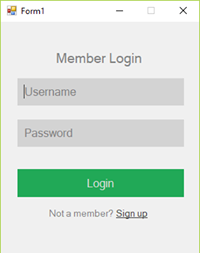 Form1
Member Login
Username
Password
Login
Not a member? Sign up